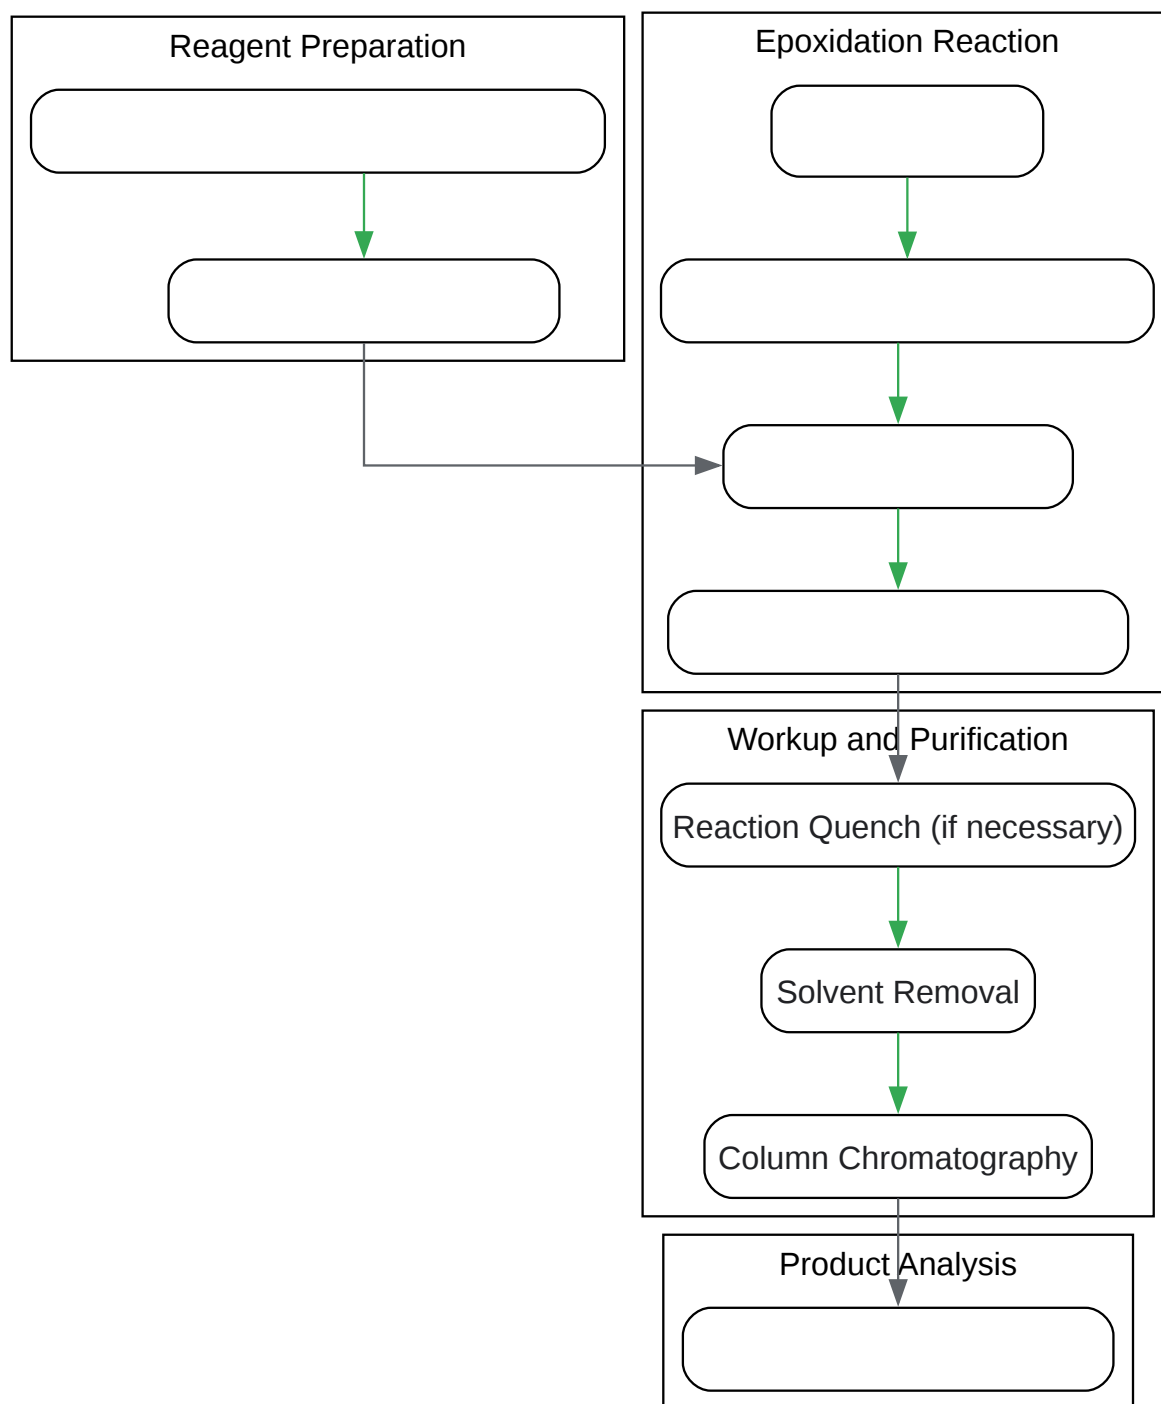 Reagent Preparation
Epoxidation Reaction
Workup and Purification
Reaction Quench (if necessary)
Solvent Removal
Column Chromatography
Product Analysis